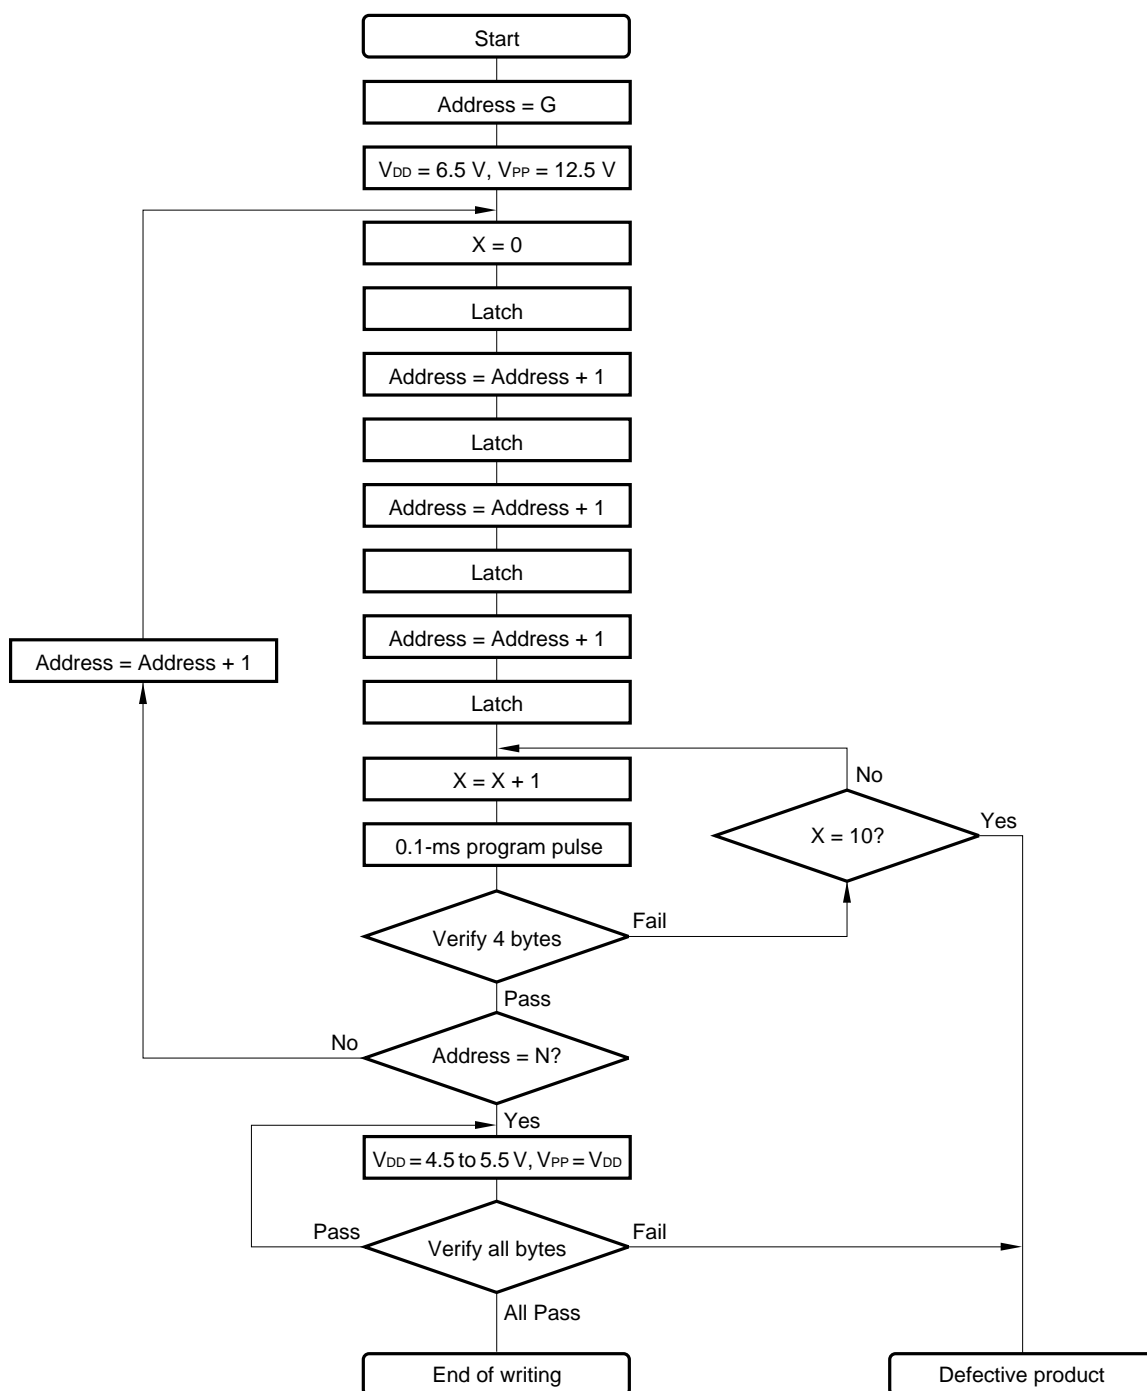 Start
Address = G
VDD = 6.5 V, VPP = 12.5 V
X = 0
Latch
Address = Address + 1
Latch
Address = Address + 1
Latch
Address = Address + 1
Address = Address + 1
Latch
X = X + 1
No
X = 10?
Yes
0.1-ms program pulse
Verify 4 bytes
Fail
Pass
No
Address = N?
Yes
VDD = 4.5 to 5.5 V, VPP = VDD
Pass
Verify all bytes
Fail
All Pass
End of writing
Defective product